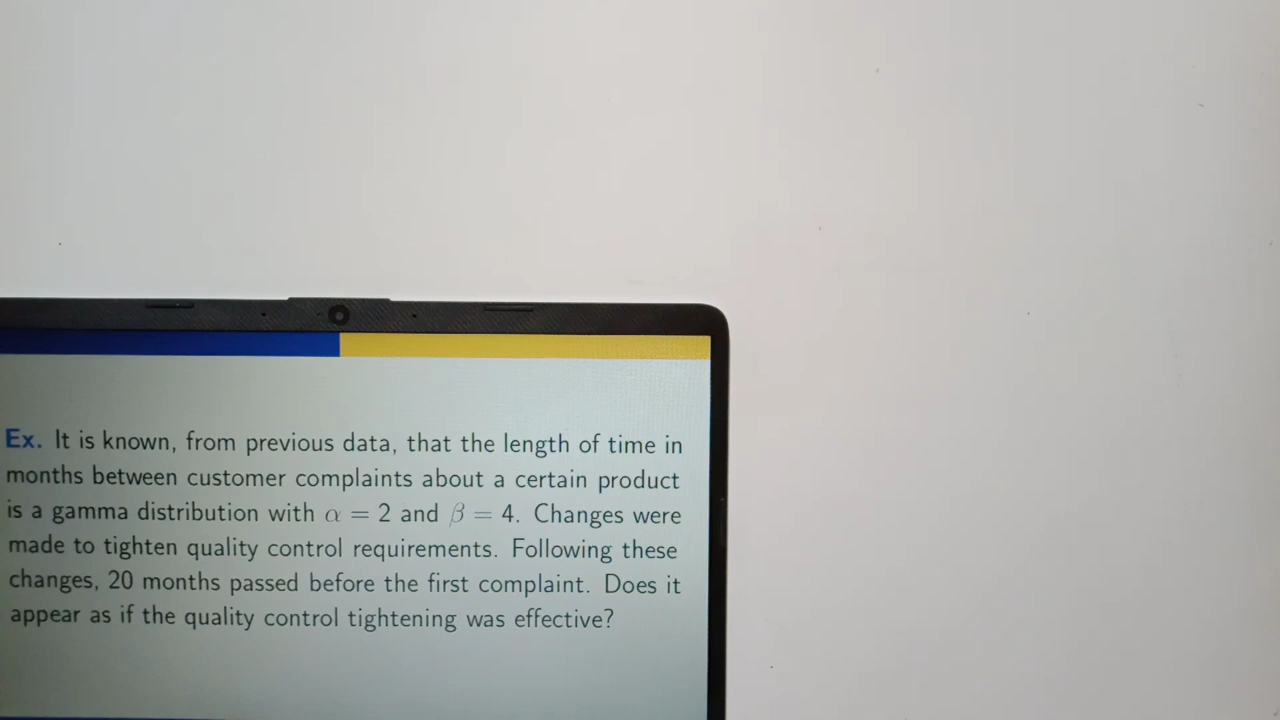 Ex. It is known, from previous data, that the length of time in
months between customer complaints about a certain product
is a gamma distribution with α = 2 and β = 4. Changes were
made to tighten quality control requirements. Following these
changes, 20 months passed before the first complaint. Does it
appear as if the quality control tightening was effective?